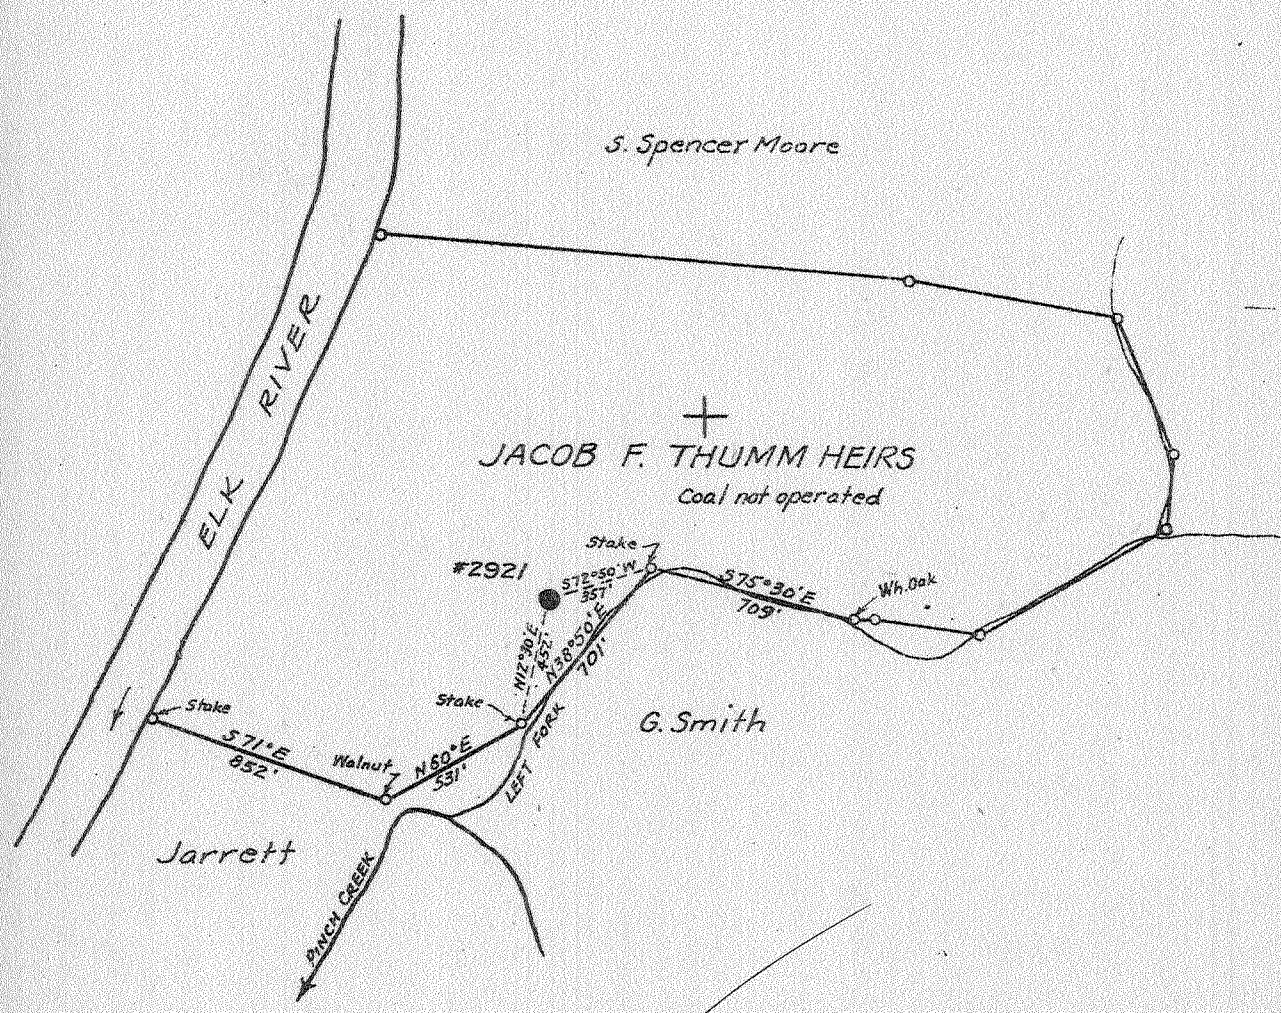 S. Spencer Moore
ELK RIVER
JACOB F. THUMM HEIRS
Coal not operated
Stake
#2921
S72°50'W
357'
S75°30'E
709'
Wh. Oak
N12°30'E
452'
N38°50'E
701'
Stake
Stake
S71°E
852'
Walnut
N60°E
531'
G. Smith
LEFT FORK
Jarrett
PINCH CREEK